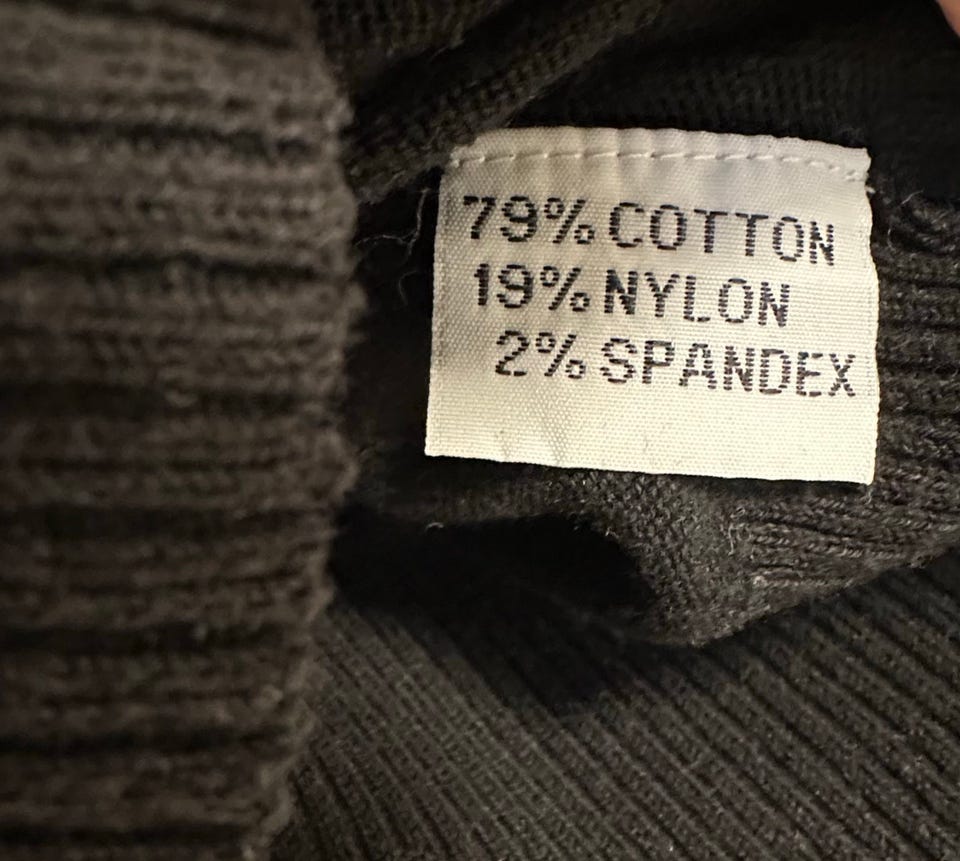 79% COTTON
19% NYLON
2% SPANDEX